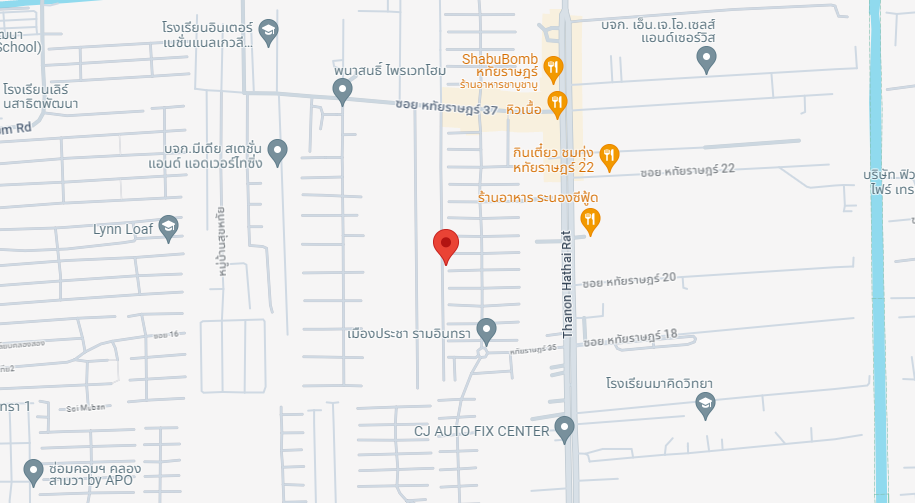 โรงเรียนอินเตอร์
เนชั่นแนลเกวลี...
บจก. เอ็น.เจ.โอ.เซลส์
แอนด์เซอร์วิส
ฒนา
School)
ShabuBomb
หทัยราษฎร์
ร้านอาหารชาบูชาบู
พนาสนธิ์ ไพรเวทโฮม
โรงเรียนเสิร์
นสาธิตพัฒนา
ซอย หทัยราษฎร์ 37
หิวเนื้อ
m Rd
บจก.มีเดีย สเตชั่น
แอนด์ แอดเวอร์ไทซิ่ง
กินเตี๋ยว ชมทุ่ง
หทัยราษฎร์ 22
ซอย หทัยราษฎร์ 22
บริษัท ฟิว
ไฟร์ เทร
ร้านอาหาร ระนองซีฟู้ด
Lynn Loaf
หมู่บ้านสุขหทัย
Thanon Hathai Rat
ซอย หทัยราษฎร์ 20
เมืองประชา รามอินทรา
ซอย 16
ซอย หทัยราษฎร์ 18
หทัยราษฎร์ 35
โรงเรียนมาคิดวิทยา
ทรา 1
Soi Muban
CJ AUTO FIX CENTER
ซ่อมคอมฯ คลอง
สามวา by APO